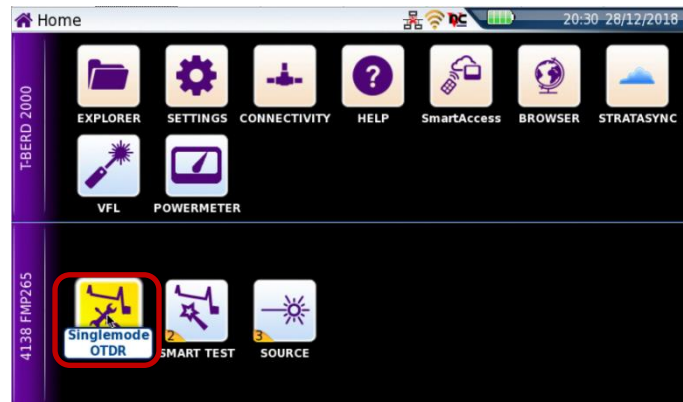 Home
20:30 28/12/2018
T-BERD 2000
EXPLORER
SETTINGS
CONNECTIVITY
HELP
SmartAccess
BROWSER
STRATASYNC
VFL
POWERMETER
4138 FMP265
Singlemode
OTDR
2
SMART TEST
3
SOURCE